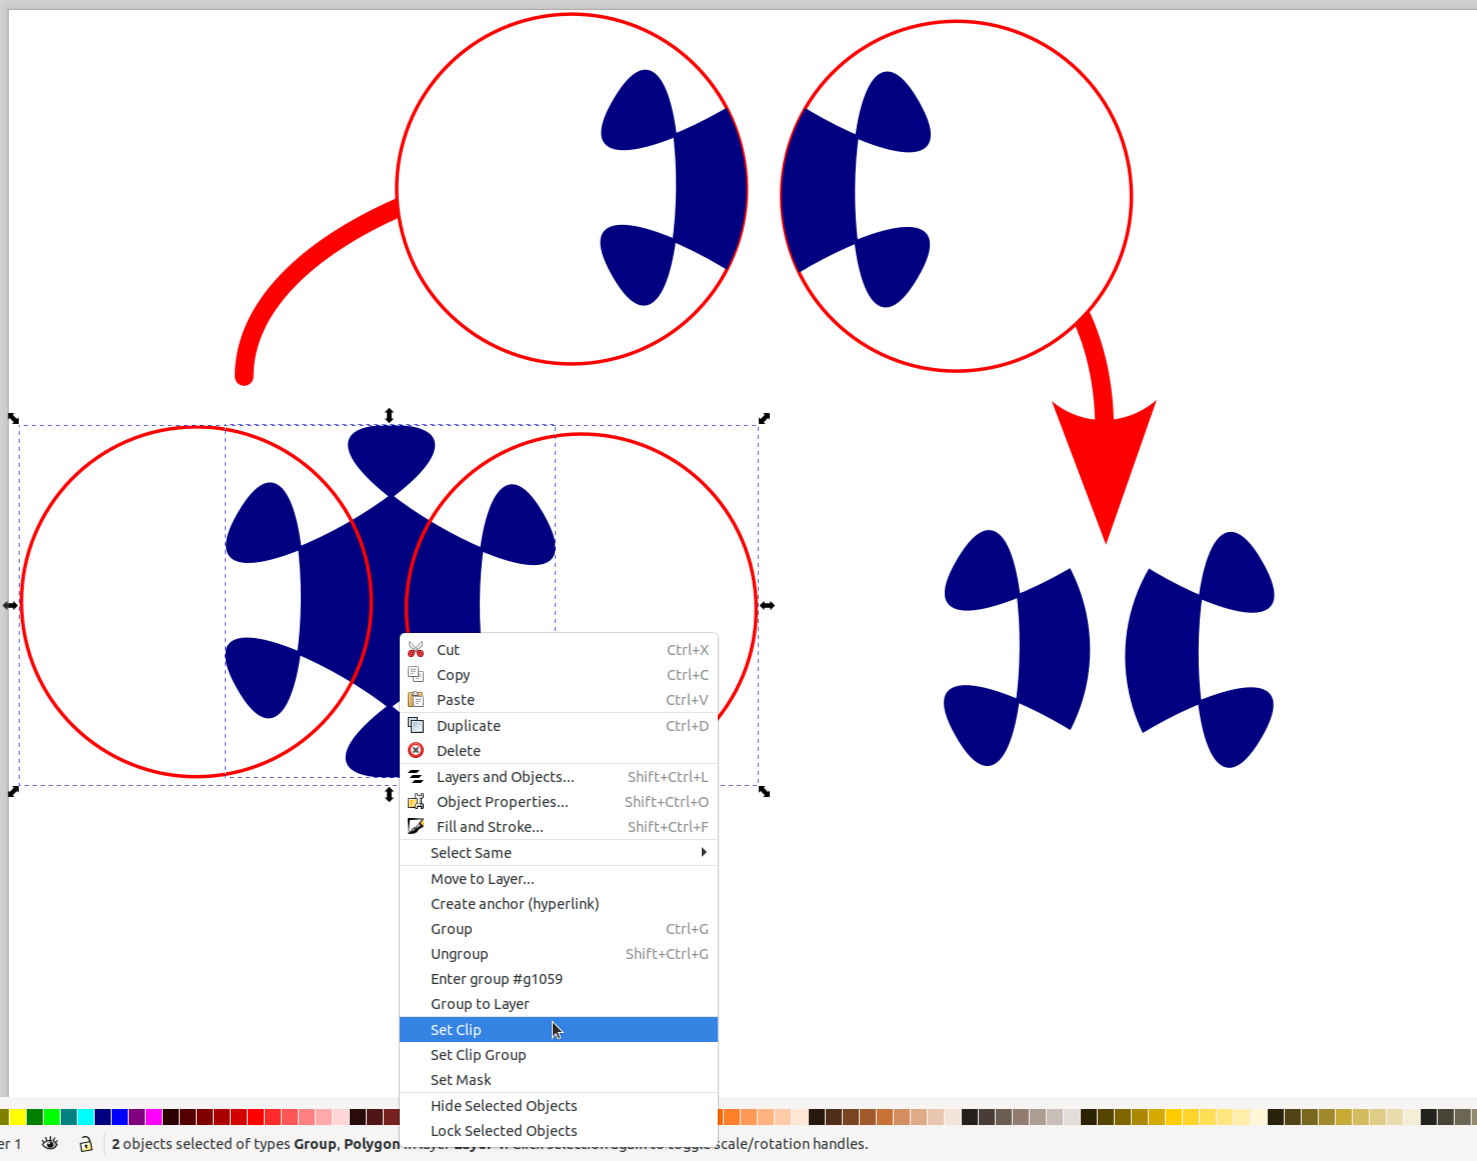 Cut Ctrl+X
Copy Ctrl+C
Paste Ctrl+V
Duplicate Ctrl+D
Delete
Layers and Objects... Shift+Ctrl+L
Object Properties... Shift+Ctrl+O
Fill and Stroke... Shift+Ctrl+F
Select Same
Move to Layer...
Create anchor (hyperlink)
Group Ctrl+G
Ungroup Shift+Ctrl+G
Enter group #g1059
Group to Layer
Set Clip
Set Clip Group
Set Mask
Hide Selected Objects
Lock Selected Objects
er 1 2 objects selected of types Group, Polygon scale/rotation handles.